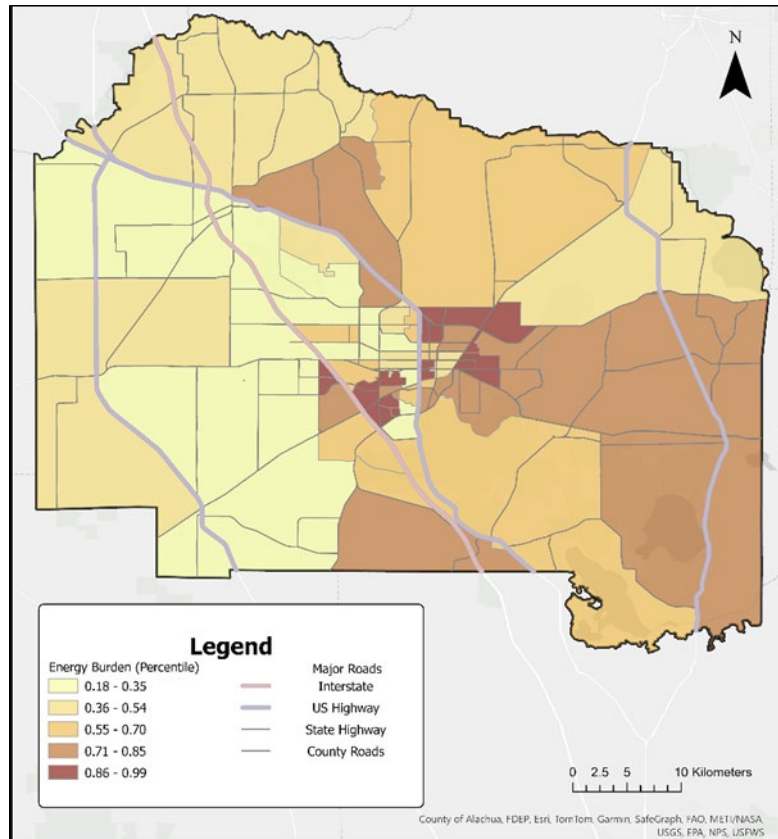 N
Legend
Energy Burden (Percentile)
0.18 - 0.35
0.36 - 0.54
0.55 - 0.70
0.71 - 0.85
0.86 - 0.99
Major Roads
Interstate
US Highway
State Highway
County Roads
0 2.5 5 10 Kilometers
County of Alachua, FDEP, Esri, TomTom, Garmin, SafeGraph, FAO, METI/NASA,
USGS, EPA, NPS, USFWS